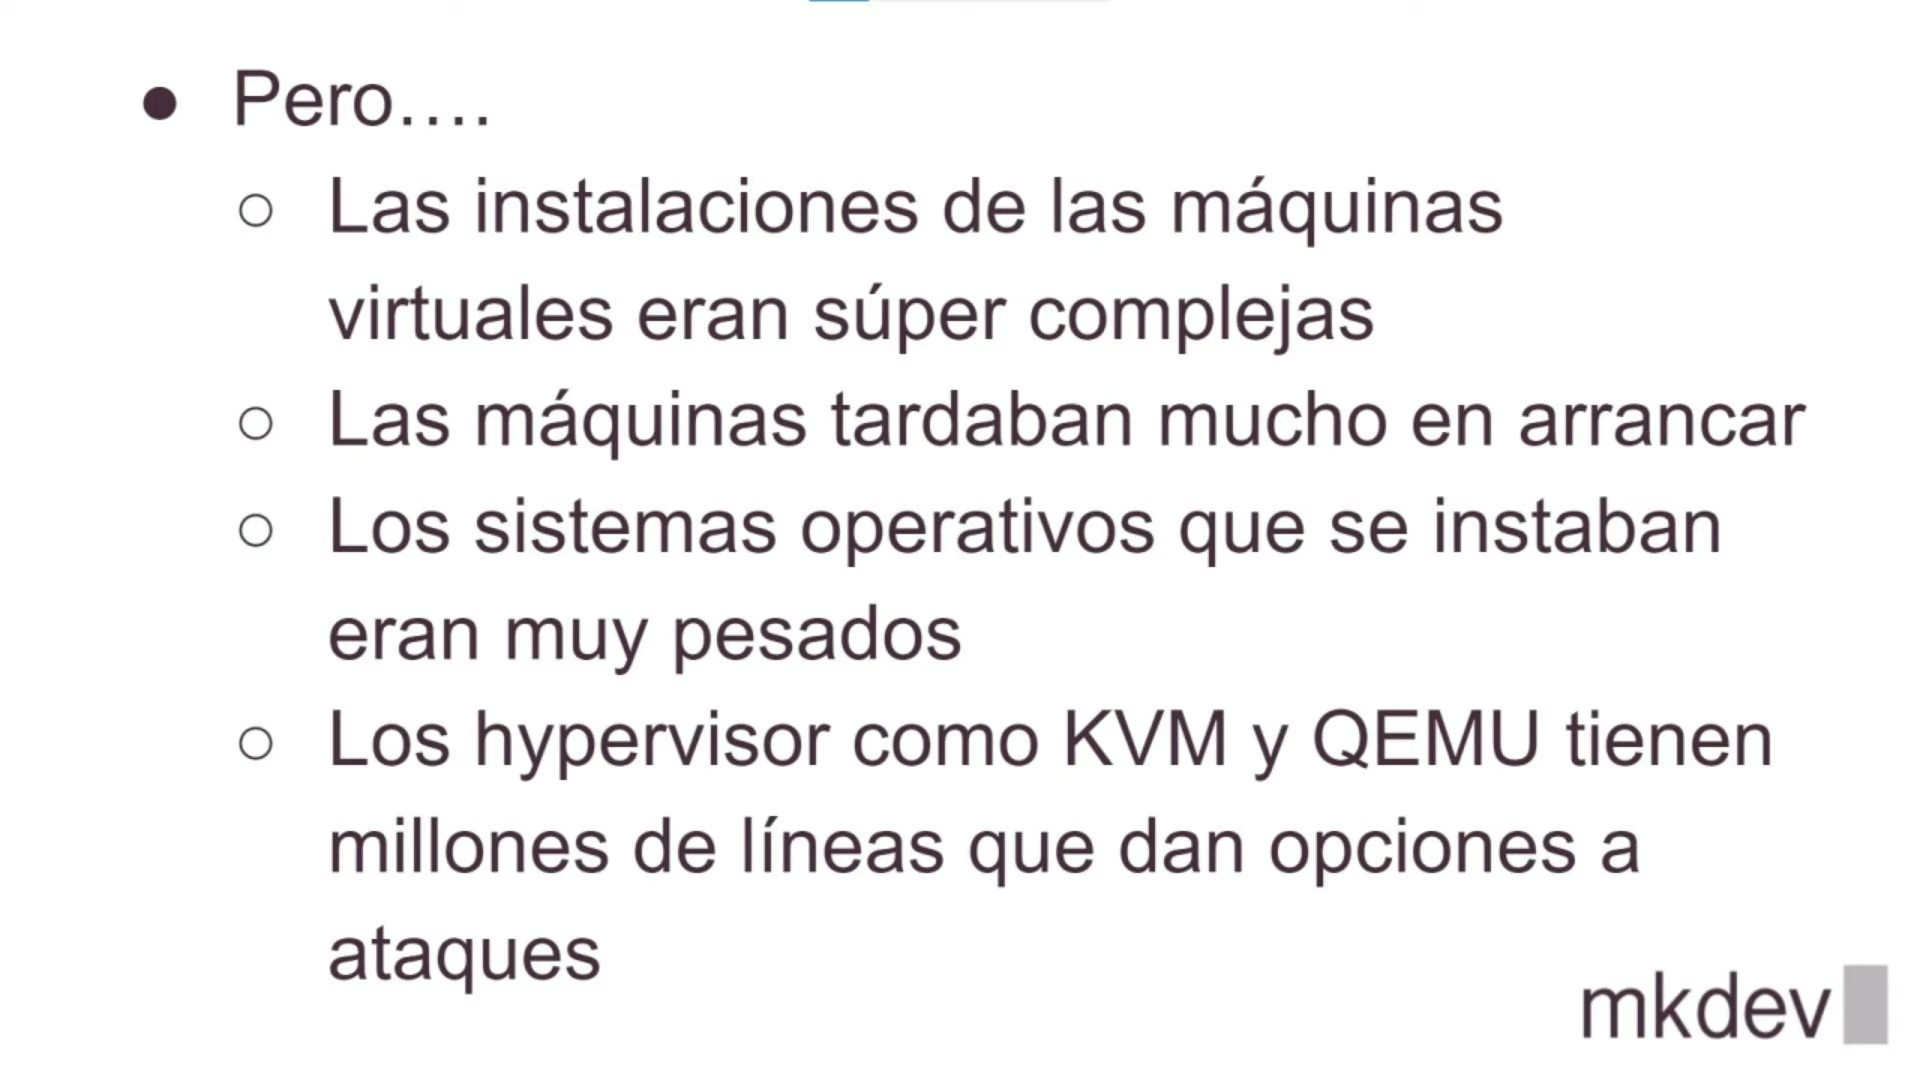 ● Pero….
○ Las instalaciones de las máquinas
virtuales eran súper complejas
○ Las máquinas tardaban mucho en arrancar
○ Los sistemas operativos que se instaban
eran muy pesados
○ Los hypervisor como KVM y QEMU tienen
millones de líneas que dan opciones a
ataques
mkdev